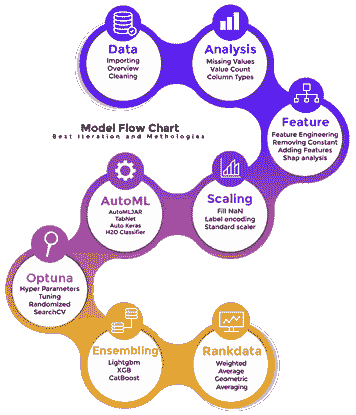 Data
Importing
Overview
Cleaning
Analysis
Missing Values
Value Count
Column Types
Model Flow Chart
Best Iteration and Methologies
Feature
Feature Engineering
Removing Constant
Adding Features
Shap analysis
AutoML
AutoMLJAR
TabNet
Auto Keras
H2O Classifier
Scaling
Fill NaN
Label encoding
Standard scaler
Optuna
Hyper Parameters
Tuning
Randomized
SearchCV
Ensembling
Lightgbm
XGB
CatBoost
Rankdata
Weighted
Average
Geometric
Averaging